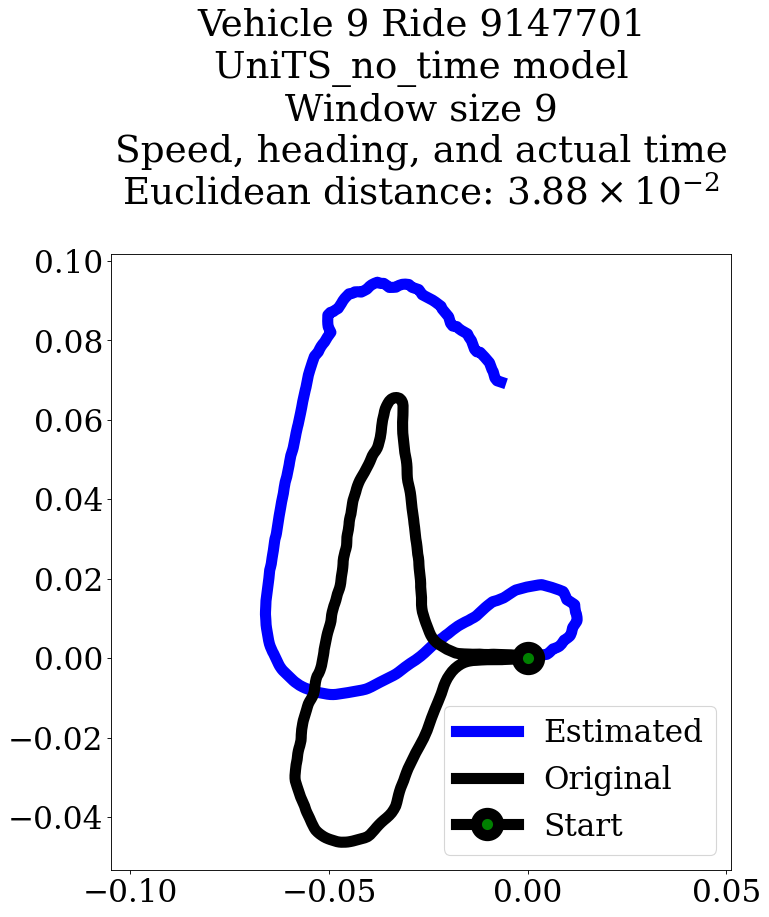 Vehicle 9 Ride 9147701
UniTS_no_time model
Window size 9
Speed, heading, and actual time
Euclidean distance: 3.88 × 10⁻²
0.10
0.08
0.06
0.04
0.02
0.00
−0.02
−0.04
Estimated
Original
Start
−0.10
−0.05
0.00
0.05